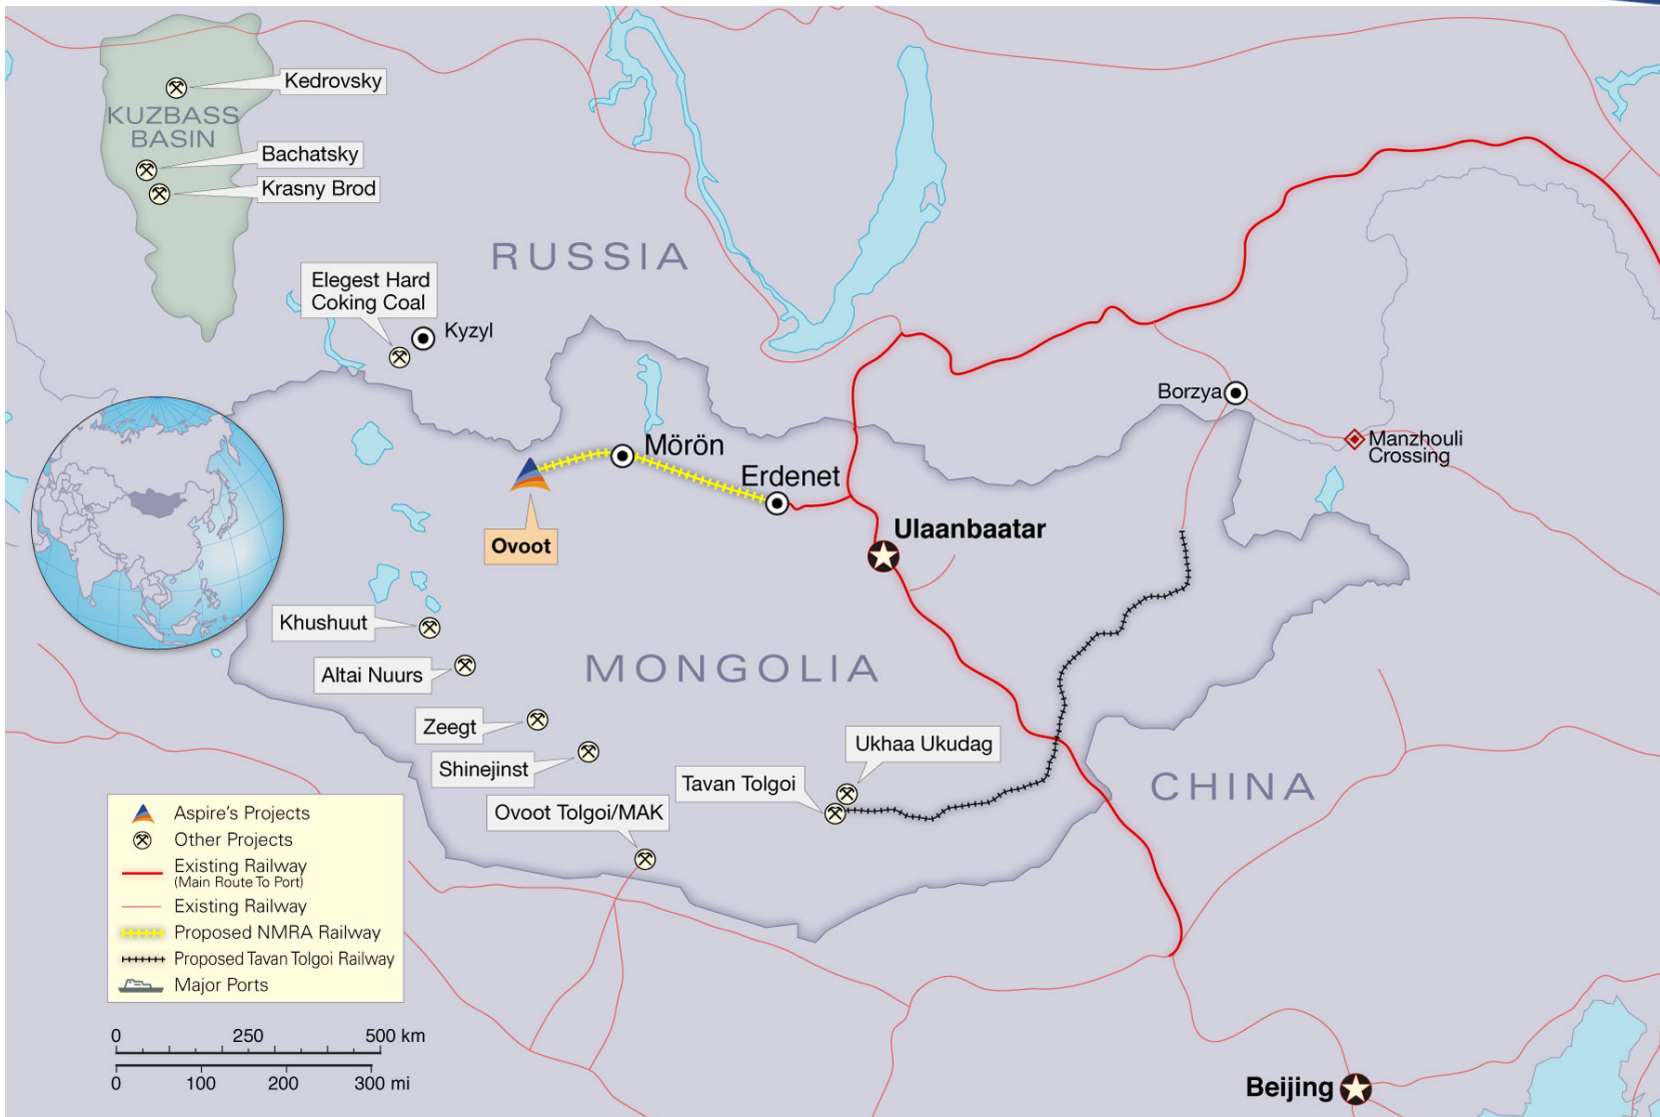 Kedrovsky
KUZBASS
BASIN
Bachatsky
Krasny Brod
RUSSIA
Elegest Hard
Coking Coal
Kyzyl
Borzya
Manzhouli
Crossing
Mörön
Erdenet
Ovoot
Ulaanbaatar
Khushuut
Altai Nuurs
MONGOLIA
Zeegt
Shinejinst
Ukhaa Ukudag
Tavan Tolgoi
CHINA
Ovoot Tolgoi/MAK
Aspire's Projects
Other Projects
Existing Railway
(Main Route To Port)
Existing Railway
Proposed NMRA Railway
Proposed Tavan Tolgoi Railway
Major Ports
0 250 500 km
0 100 200 300 mi
Beijing